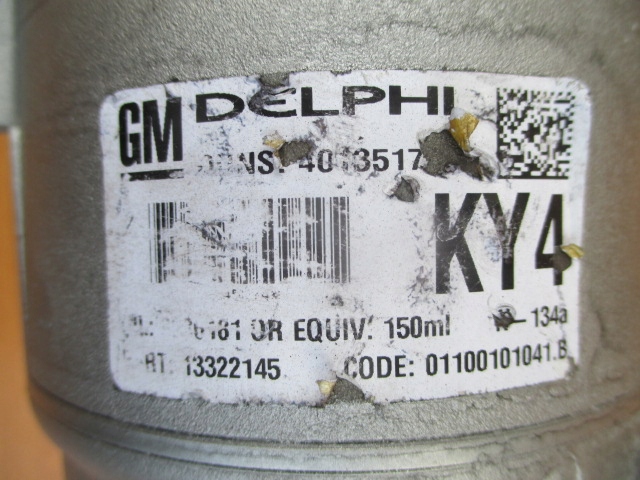 GM DELPHI
KY4
OR EQUIV. 150ml 134a
13322145 CODE: 01100101041.B